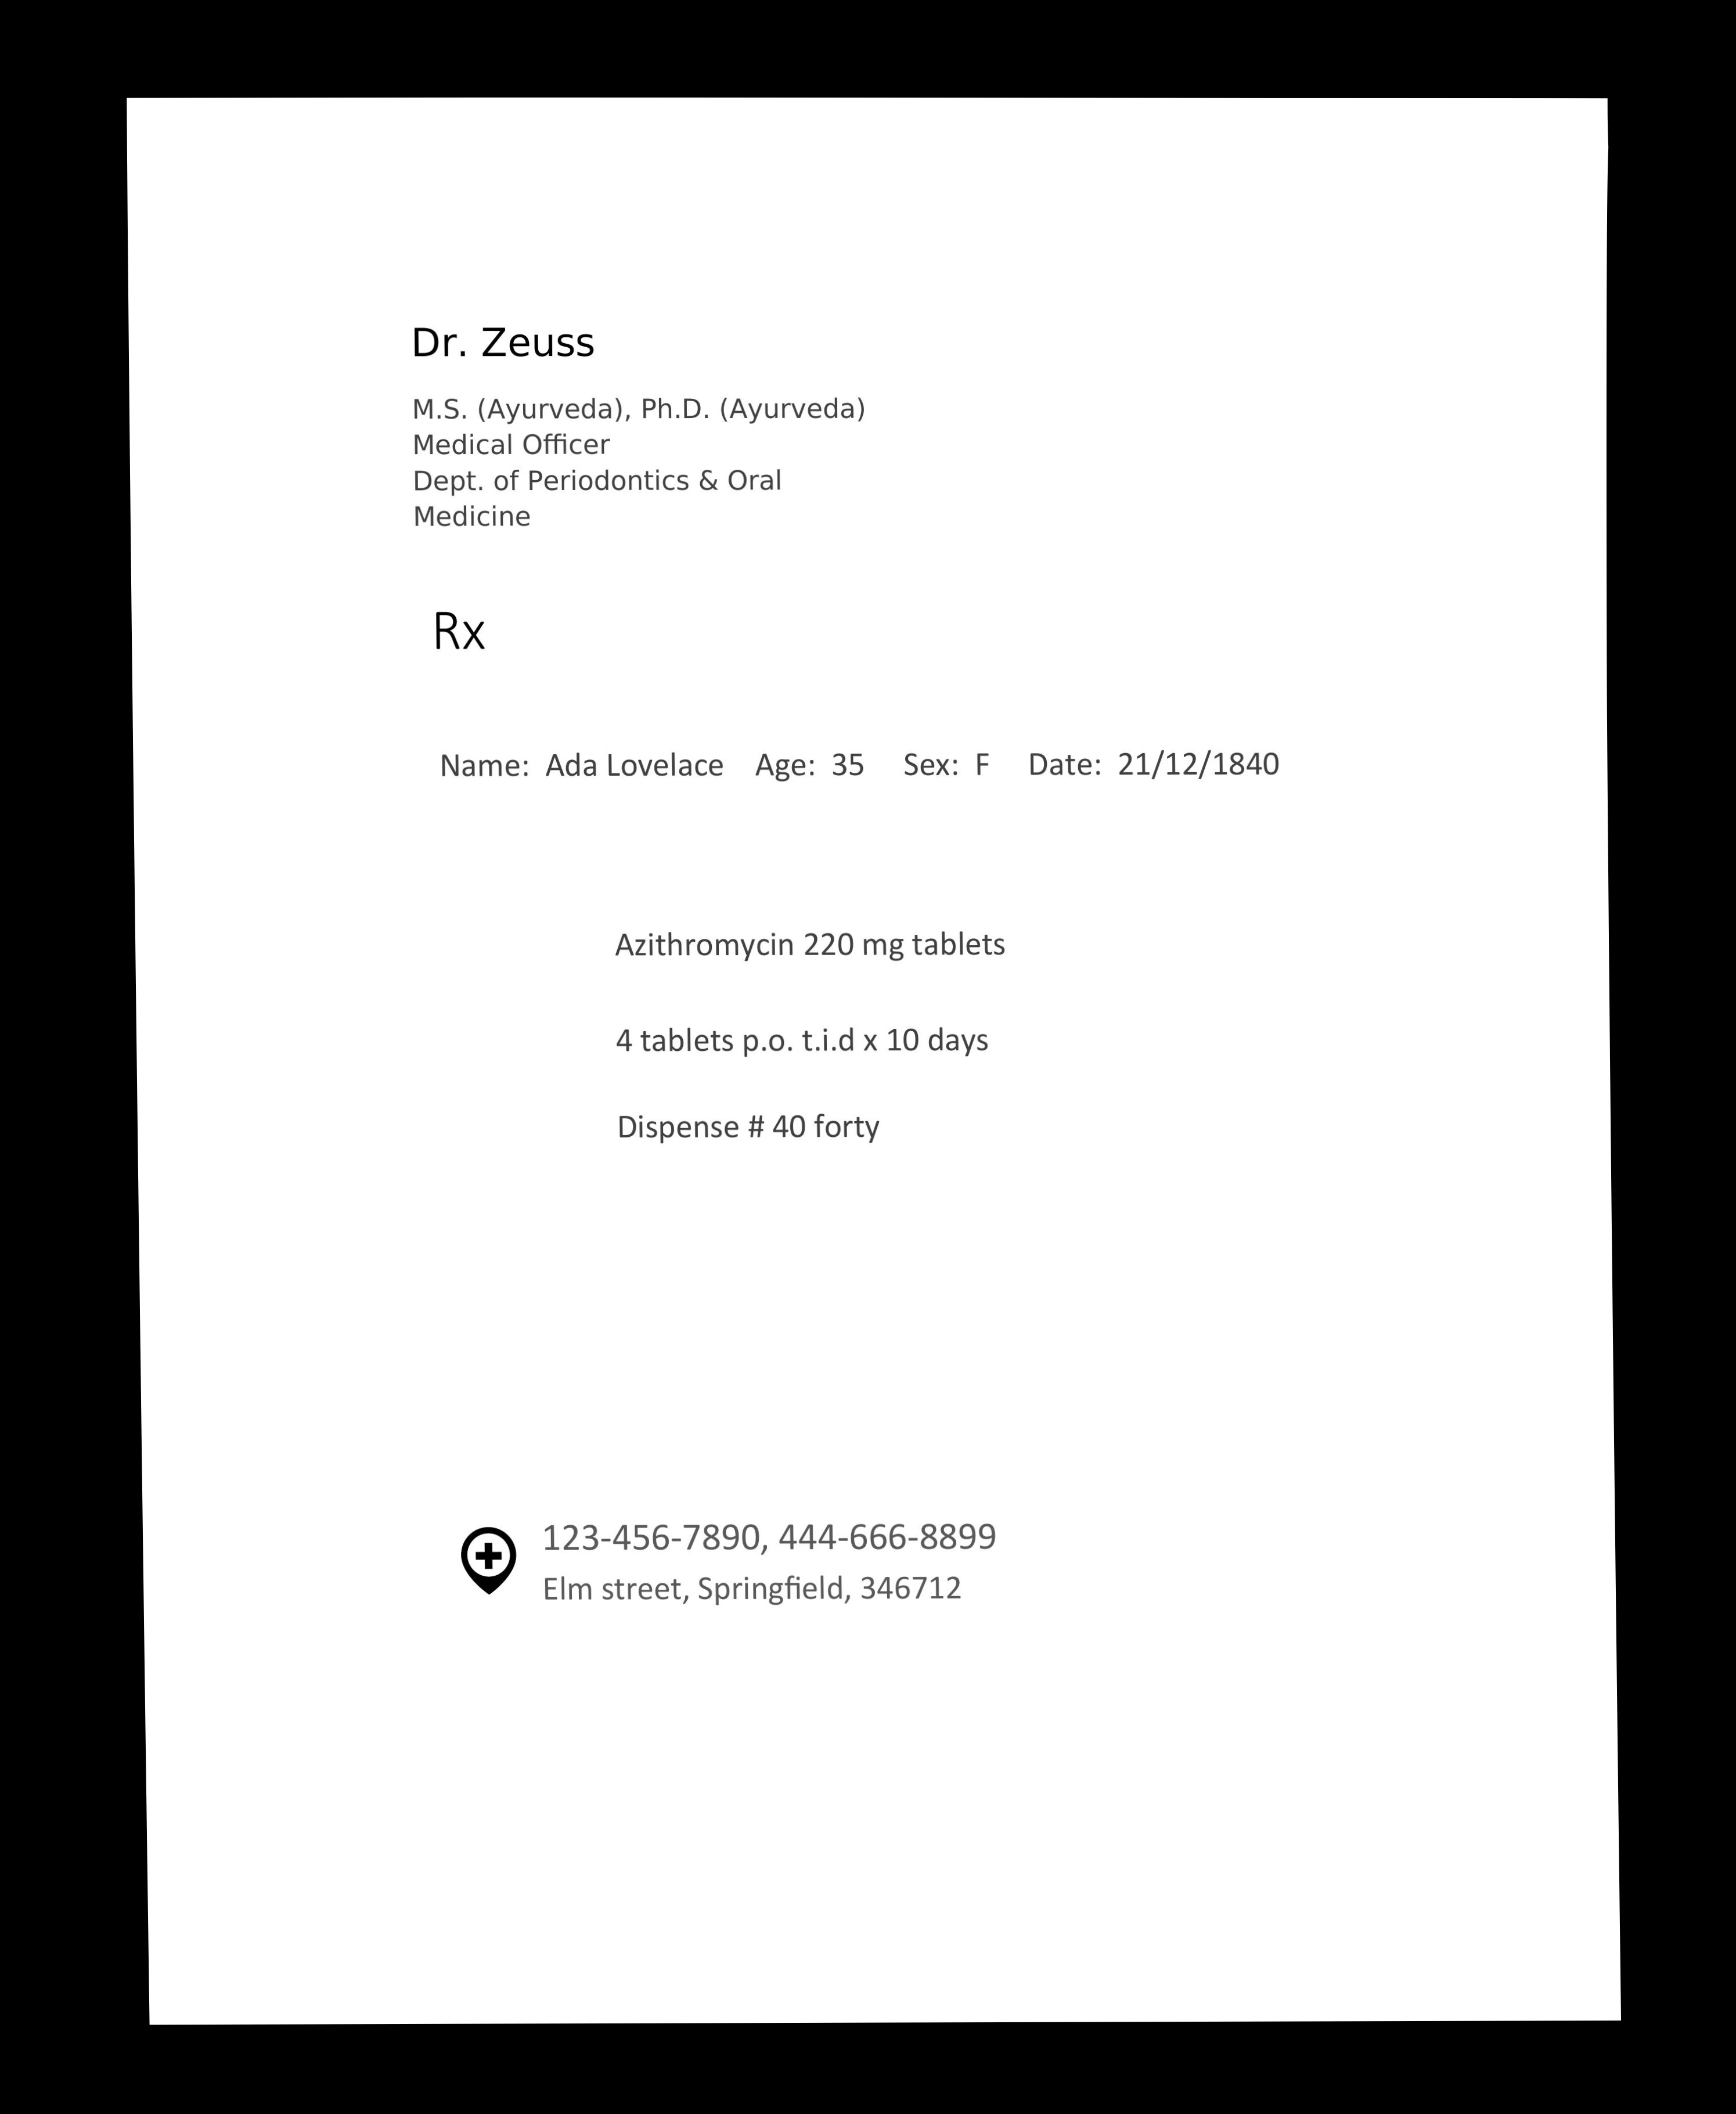 Dr. Zeuss
M.S. (Ayurveda), Ph.D. (Ayurveda)
Medical Officer
Dept. of Periodontics & Oral
Medicine
Rx
Name: Ada Lovelace Age: 35 Sex: F Date: 21/12/1840
Azithromycin 220 mg tablets
4 tablets p.o. t.i.d x 10 days
Dispense # 40 forty
123-456-7890, 444-666-8899
Elm street, Springfield, 346712